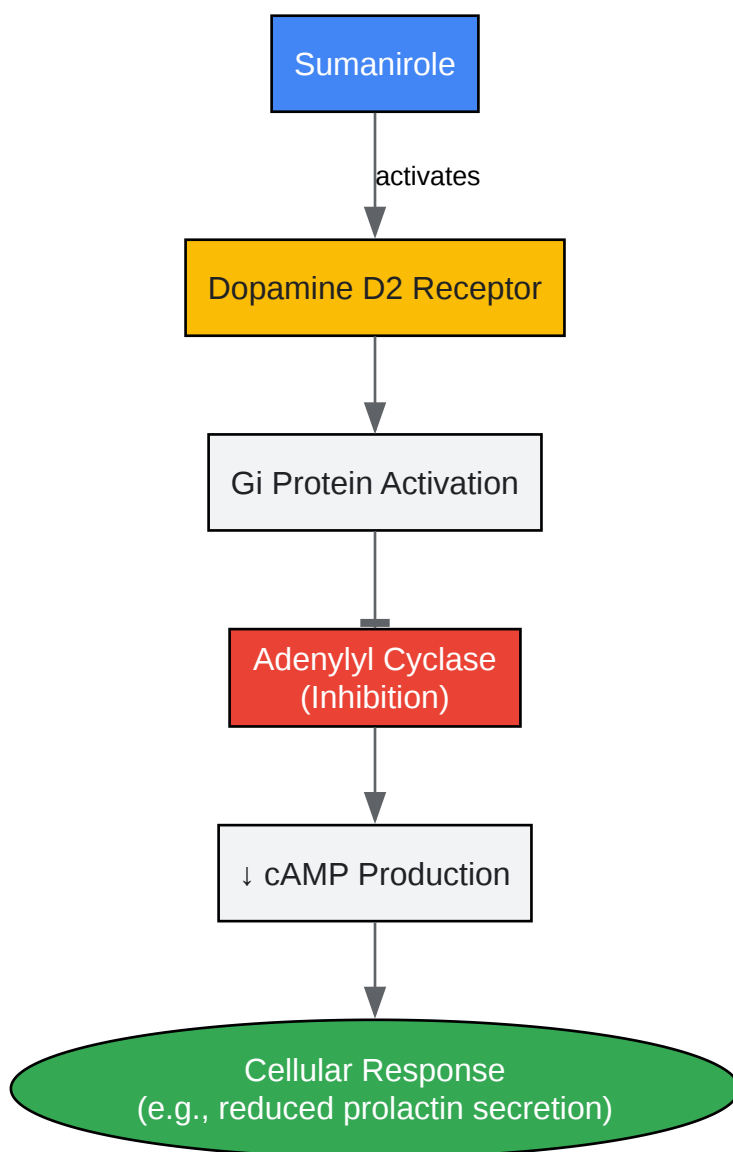 Sumanirole
activates
Dopamine D2 Receptor
Gi Protein Activation
Adenylyl Cyclase
(Inhibition)
↓ cAMP Production
Cellular Response
(e.g., reduced prolactin secretion)